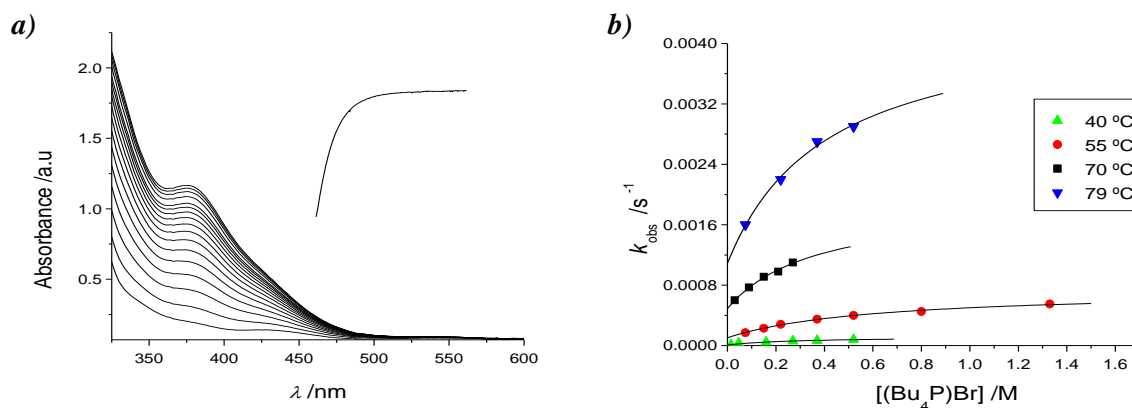 a)
2.0
1.5
1.0
0.5
Absorbance /a.u
350 400 450 500 550 600
λ /nm
b)
0.0040
0.0032
0.0024
0.0016
0.0008
0.0000
k obs /s -1
40 ºC
55 ºC
70 ºC
79 ºC
0.0 0.2 0.4 0.6 0.8 1.0 1.2 1.4 1.6
[(Bu4P)Br] /M